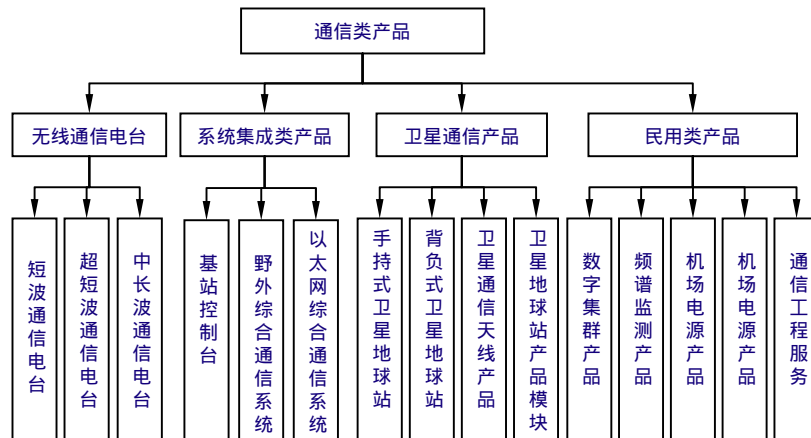 通信类产品
无线通信电台
系统集成类产品
卫星通信产品
民用类产品
短波通信电台
超短波通信电台
中长波通信电台
基站控制台
野外综合通信系统
以太网综合通信系统
手持式卫星地球站
背负式卫星地球站
卫星通信天线产品
卫星地球站产品模块
数字集群产品
频谱监测产品
机场电源产品
机场电源产品
通信工程服务